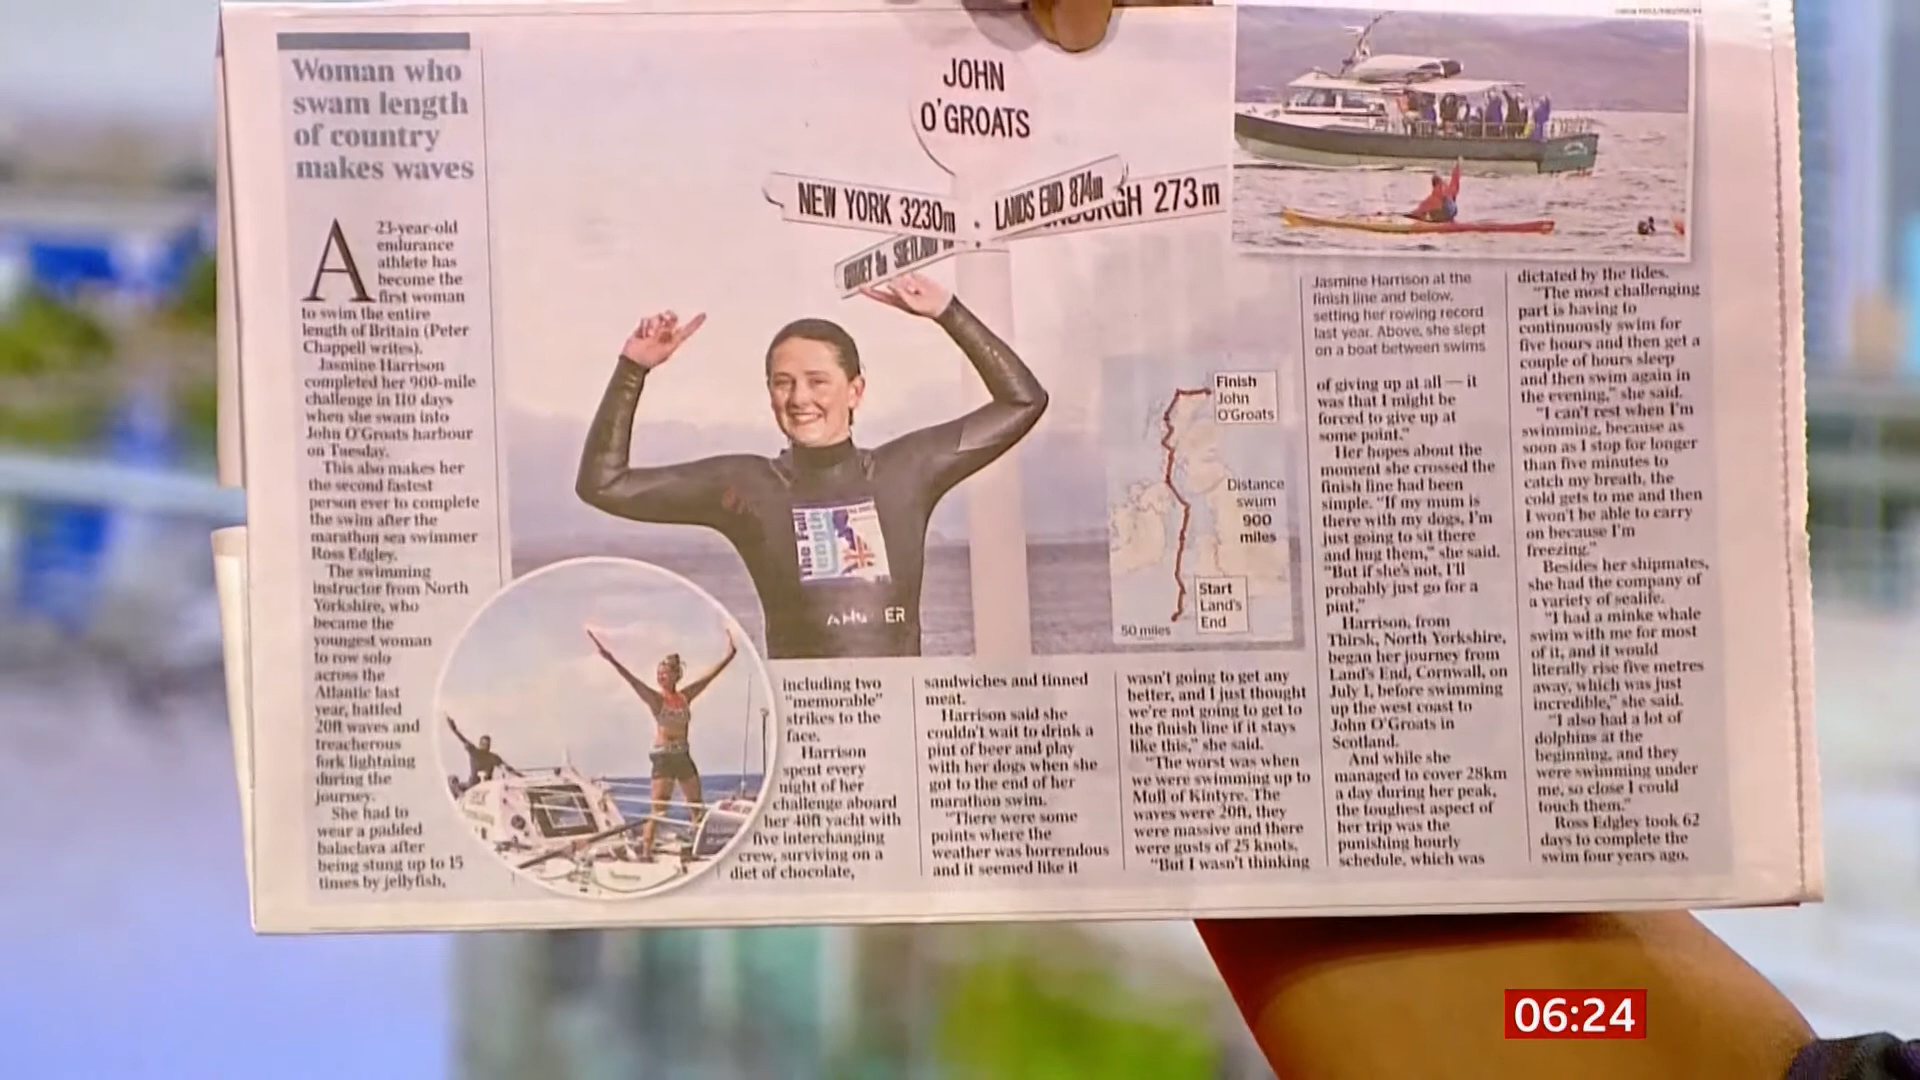 Woman who
swam length
of country
makes waves
A 23-year-old
endurance
athlete has
become the
first woman
to swim the entire
length of Britain (Peter
Chappell writes).
Jasmine Harrison
completed her 900-mile
challenge in 110 days
when she swam into
John O'Groats harbour
on Tuesday.
This also makes her
the second fastest
person ever to complete
the swim after the
marathon sea swimmer
Ross Edgley.
The swimming
instructor from North
Yorkshire, who
became the
youngest woman
to row solo
across the
Atlantic last
year, battled
20ft waves and
treacherous
fork lightning
during the
journey.
She had to
wear a padded
balaclava after
being stung up to 15
times by jellyfish,
including two
"memorable"
strikes to the
face.
Harrison
spent every
night of her
challenge aboard
her 40ft yacht with
five interchanging
crew, surviving on a
diet of chocolate,
sandwiches and tinned
meat.
Harrison said she
couldn't wait to drink a
pint of beer and play
with her dogs when she
got to the end of her
marathon swim.
"There were some
points where the
weather was horrendous
and it seemed like it
wasn't going to get any
better, and I just thought
we're not going to get to
the finish line if it stays
like this," she said.
"The worst was when
we were swimming up to
Mull of Kintyre. The
waves were 20ft, they
were massive and there
were gusts of 25 knots.
"But I wasn't thinking
of giving up at all — it
was that I might be
forced to give up at
some point."
Her hopes about the
moment she crossed the
finish line had been
simple. "If my mum is
there with my dogs, I'm
just going to sit there
and hug them," she said.
"But if she's not, I'll
probably just go for a
pint."
Harrison, from
Thirsk, North Yorkshire,
began her journey from
Land's End, Cornwall, on
July 1, before swimming
up the west coast to
John O'Groats in
Scotland.
And while she
managed to cover 28km
a day during her peak,
the toughest aspect of
her trip was the
punishing hourly
schedule, which was
dictated by the tides.
"The most challenging
part is having to
continuously swim for
five hours and then get a
couple of hours sleep
and then swim again in
the evening," she said.
"I can't rest when I'm
swimming, because as
soon as I stop for longer
than five minutes to
catch my breath, the
cold gets to me and then
I won't be able to carry
on because I'm
freezing."
Besides her shipmates,
she had the company of
a variety of sealife.
"I had a minke whale
swim with me for most
of it, and it would
literally rise five metres
away, which was just
incredible," she said.
"I also had a lot of
dolphins at the
beginning, and they
were swimming under
me, so close I could
touch them."
Ross Edgley took 62
days to complete the
swim four years ago.
JOHN
O'GROATS
NEW YORK 3230m
LANDS END 874m
GH 273m
SHETLAND
The Full
Length
ER
Finish
John
O'Groats
Distance
swum
900
miles
Start
Land's
End
50 miles
Jasmine Harrison at the
finish line and below,
setting her rowing record
last year. Above, she slept
on a boat between swims
06:24